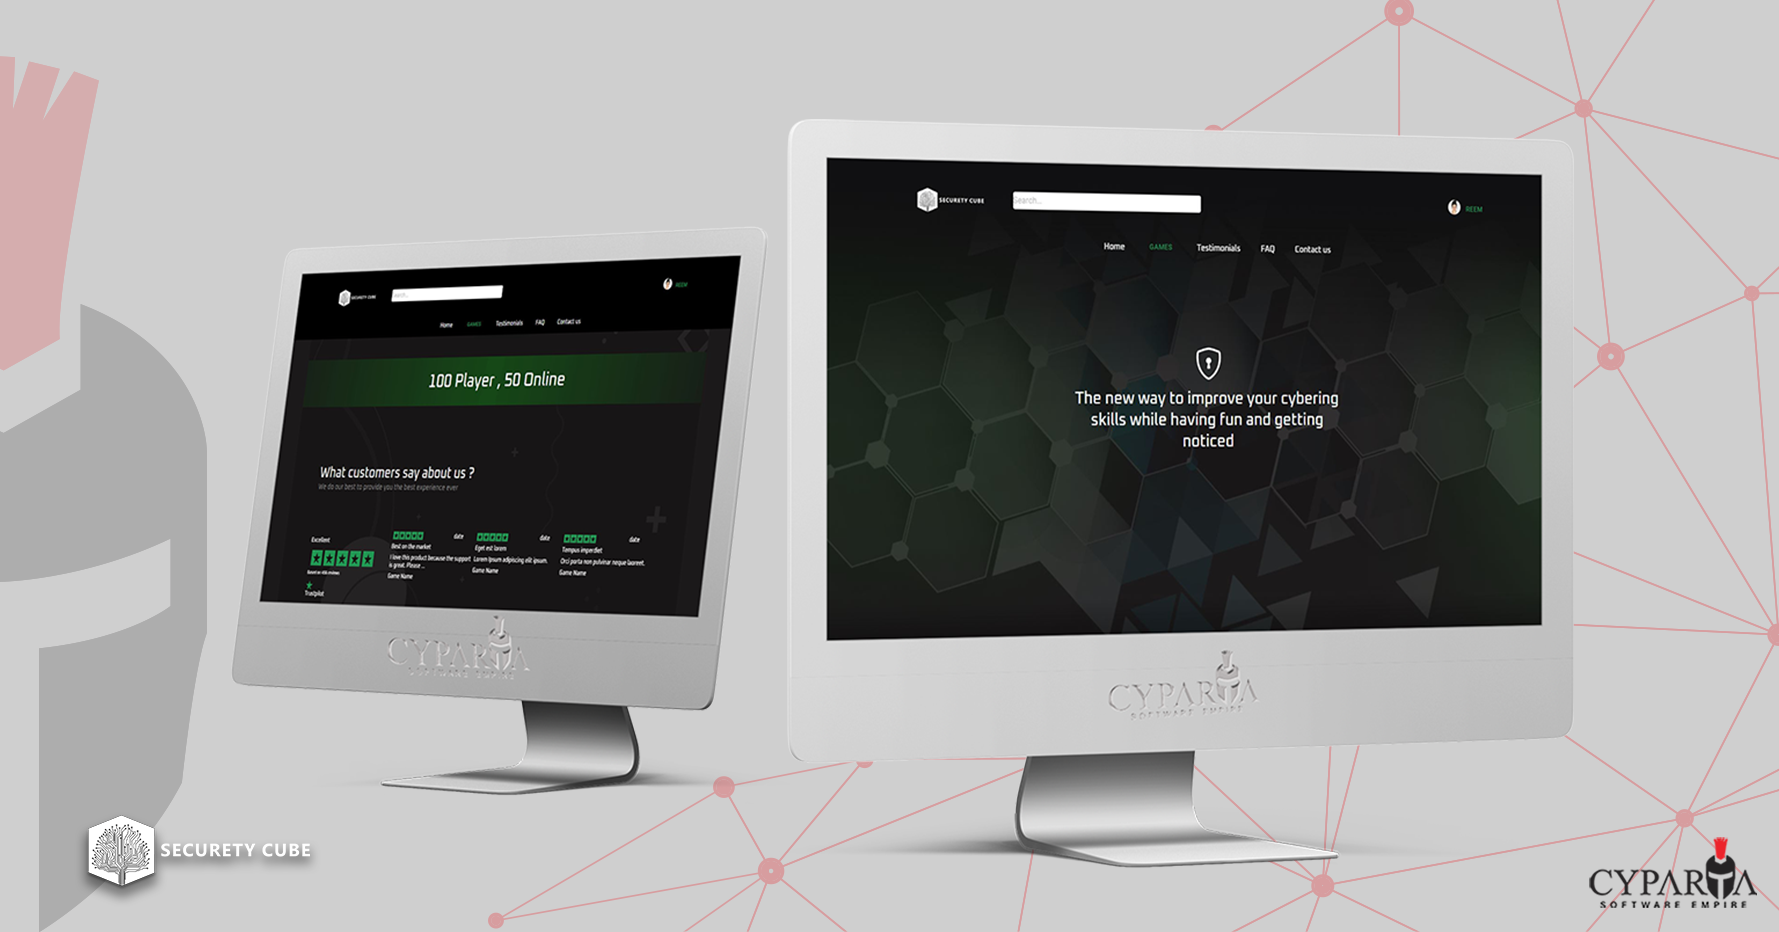 SECURETY CUBE
Search...
REEM
Home GAMES Testimonials FAQ Contact us
100 Player , 50 Online
What customers say about us ?
We do our best to provide you the best experience ever
Excellent
Trustpilot
date
Best on the market
I love this product because the support
is great. Please ...
Game Name
date
Eget est lorem
Lorem ipsum adipiscing elit ipsum.
Game Name
date
Tempus imperdiet
Orci porta non pulvinar neque laoreet.
Game Name
CYPARTA
SOFTWARE EMPIRE
SECURETY CUBE
Search...
REEM
Home GAMES Testimonials FAQ Contact us
The new way to improve your cybering
skills while having fun and getting
noticed
CYPARTA
SOFTWARE EMPIRE
SECURETY CUBE
CYPARTA
SOFTWARE EMPIRE